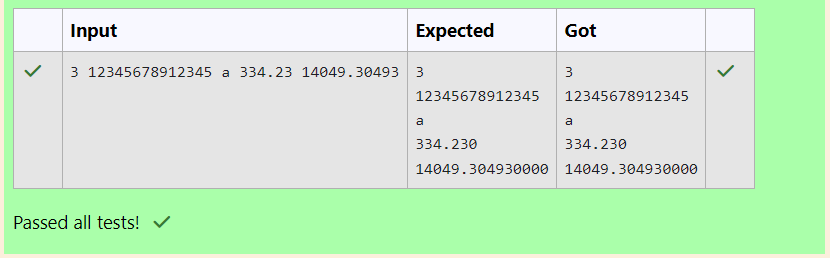 Input Expected Got
3 12345678912345 a 334.23 14049.30493 3 3
12345678912345 12345678912345
a a
334.230 334.230
14049.304930000 14049.304930000
Passed all tests!